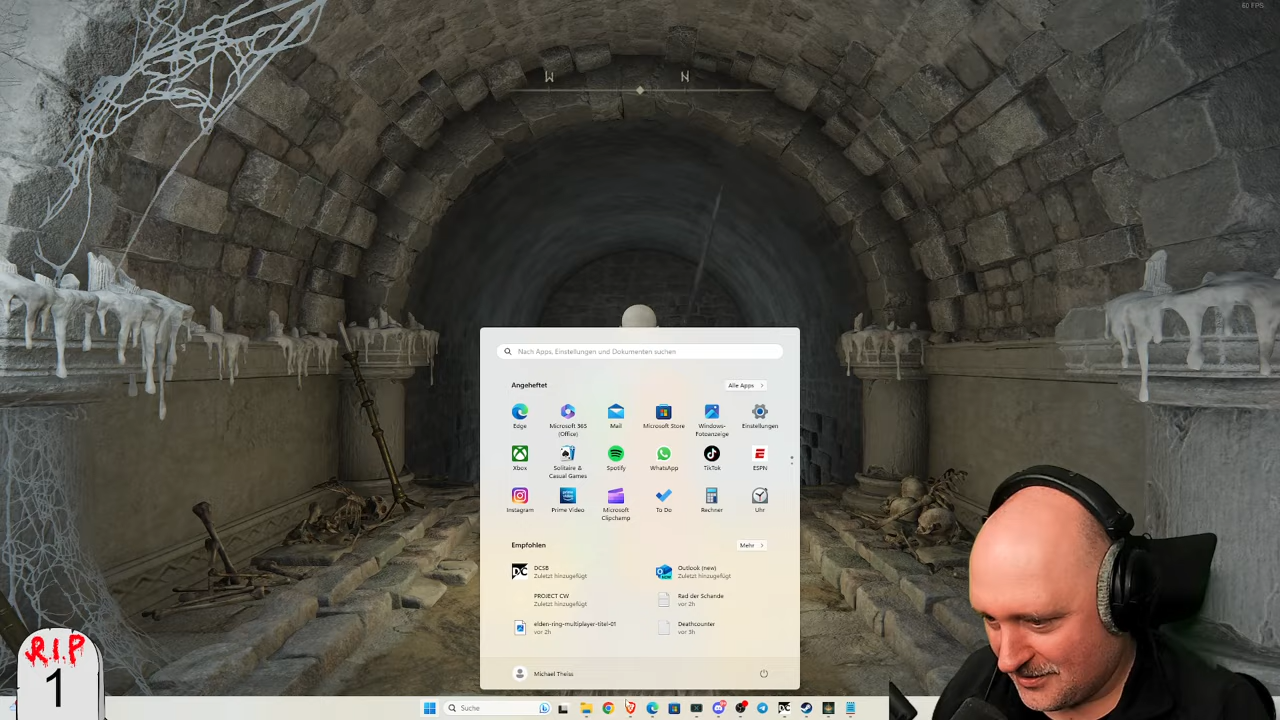 60 FPS
W N
Nach Apps, Einstellungen und Dokumenten suchen
Angeheftet
Alle Apps
Edge
Microsoft 365
(Office)
Mail
Microsoft Store
Windows-
Fotoanzeige
Einstellungen
Xbox
Solitaire &
Casual Games
Spotify
WhatsApp
TikTok
ESPN
Instagram
Prime Video
Microsoft
Clipchamp
To Do
Rechner
Uhr
Empfohlen
Mehr
DCSB
Zuletzt hinzugefügt
Outlook (new)
Zuletzt hinzugefügt
PROJECT CW
Zuletzt hinzugefügt
Rad der Schande
vor 2h
elden-ring-multiplayer-titel-01
vor 2h
Deathcounter
vor 3h
Michael Theiss
R.I.P
1
Suche